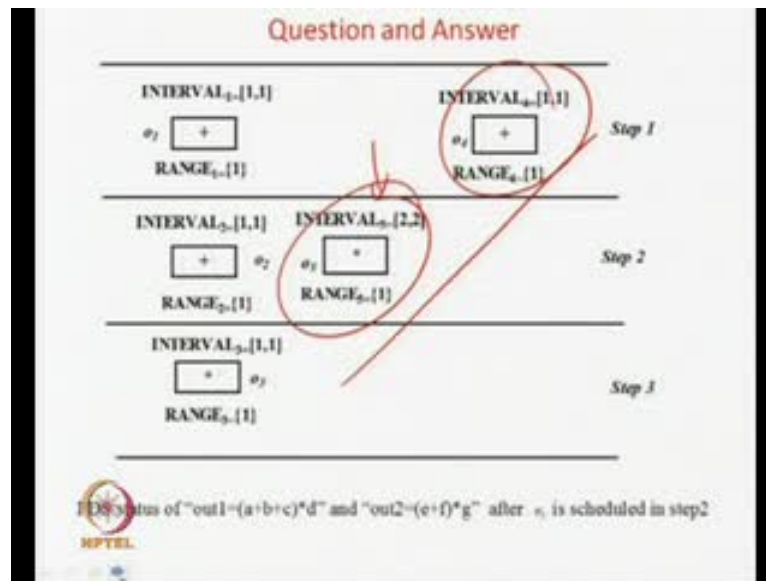 Question and Answer
INTERVAL₁..[1,1]
INTERVAL₄..[1,1]
o₁ + 
o₄ +
Step 1
RANGE₁..{1}
RANGE₄..{1}
INTERVAL₂..[1,1]
INTERVAL₅..[2,2]
+ o₂
o₅ *
Step 2
RANGE₂..{1}
RANGE₅..{1}
INTERVAL₃..[1,1]
* o₃
Step 3
RANGE₃..{1}
FDS status of "out1=(a+b+c)*d" and "out2=(e+f)*g" after is scheduled in step2
NPTEL